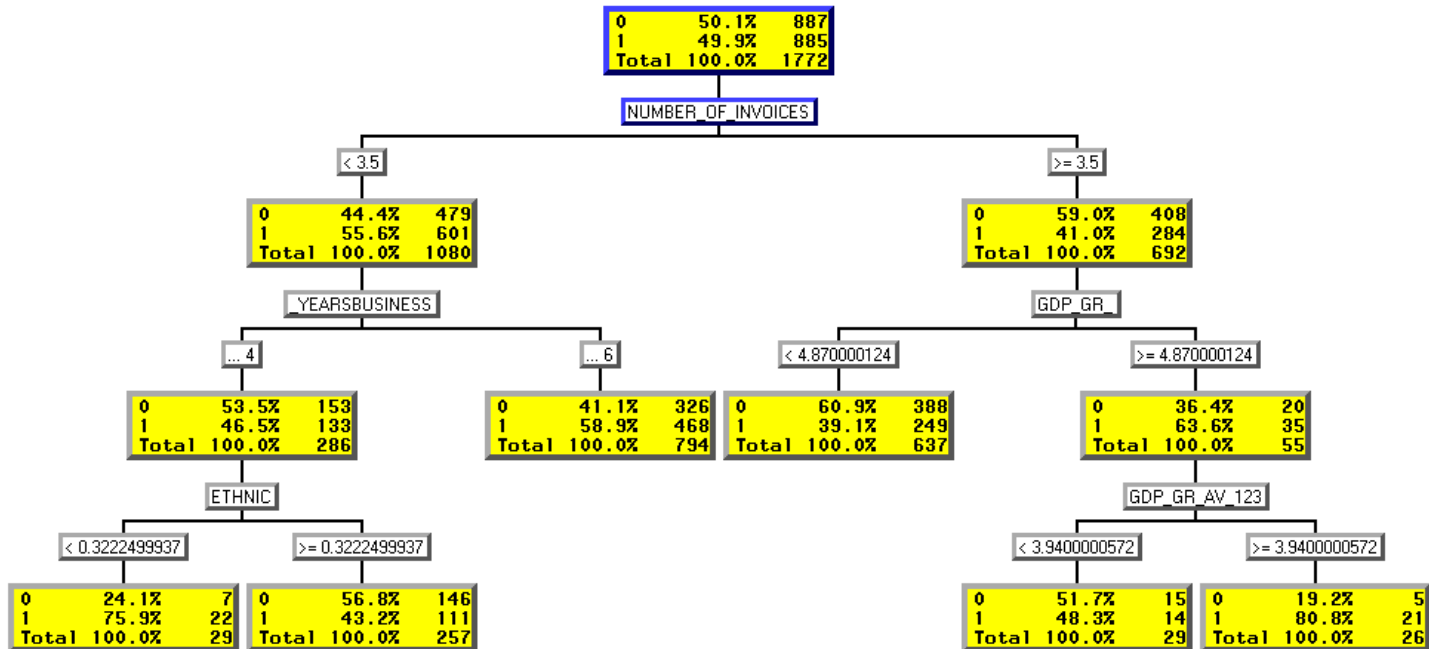 0 50.1% 887
1 49.9% 885
Total 100.0% 1772
NUMBER_OF_INVOICES
< 3.5
>= 3.5
0 44.4% 479
1 55.6% 601
Total 100.0% 1080
0 59.0% 408
1 41.0% 284
Total 100.0% 692
_YEARSBUSINESS
GDP_GR_
... 4
... 6
< 4.870000124
>= 4.870000124
0 53.5% 153
1 46.5% 133
Total 100.0% 286
0 41.1% 326
1 58.9% 468
Total 100.0% 794
0 60.9% 388
1 39.1% 249
Total 100.0% 637
0 36.4% 20
1 63.6% 35
Total 100.0% 55
ETHNIC
GDP_GR_AV_123
< 0.3222499937
>= 0.3222499937
< 3.9400000572
>= 3.9400000572
0 24.1% 7
1 75.9% 22
Total 100.0% 29
0 56.8% 146
1 43.2% 111
Total 100.0% 257
0 51.7% 15
1 48.3% 14
Total 100.0% 29
0 19.2% 5
1 80.8% 21
Total 100.0% 26